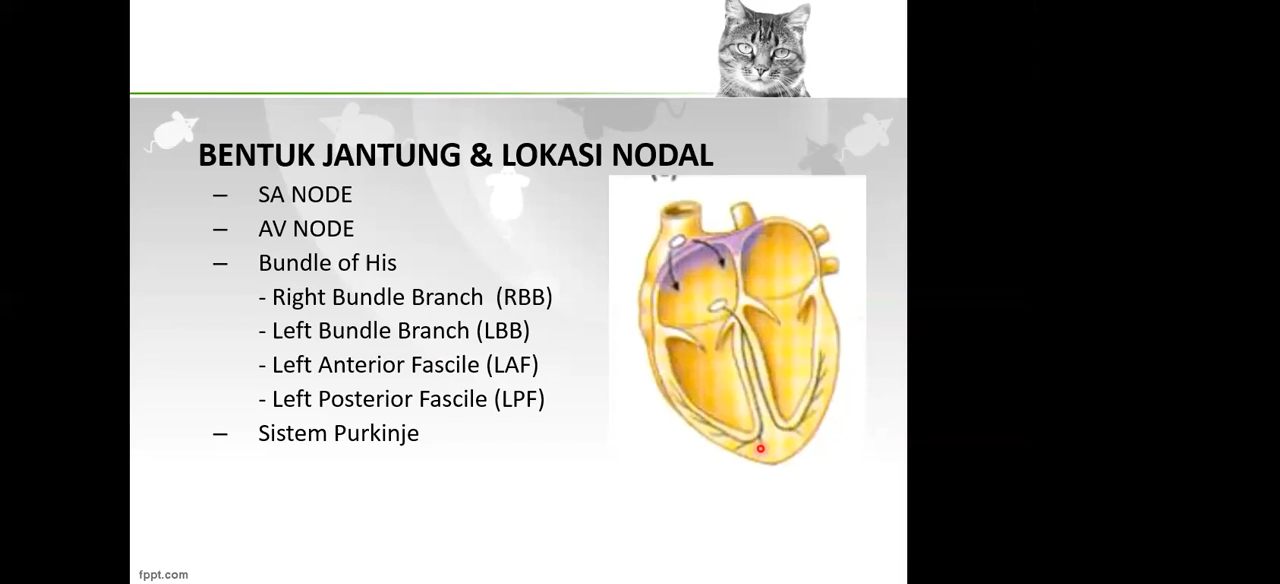 BENTUK JANTUNG & LOKASI NODAL
– SA NODE
– AV NODE
– Bundle of His
- Right Bundle Branch (RBB)
- Left Bundle Branch (LBB)
- Left Anterior Fascile (LAF)
- Left Posterior Fascile (LPF)
– Sistem Purkinje
fppt.com